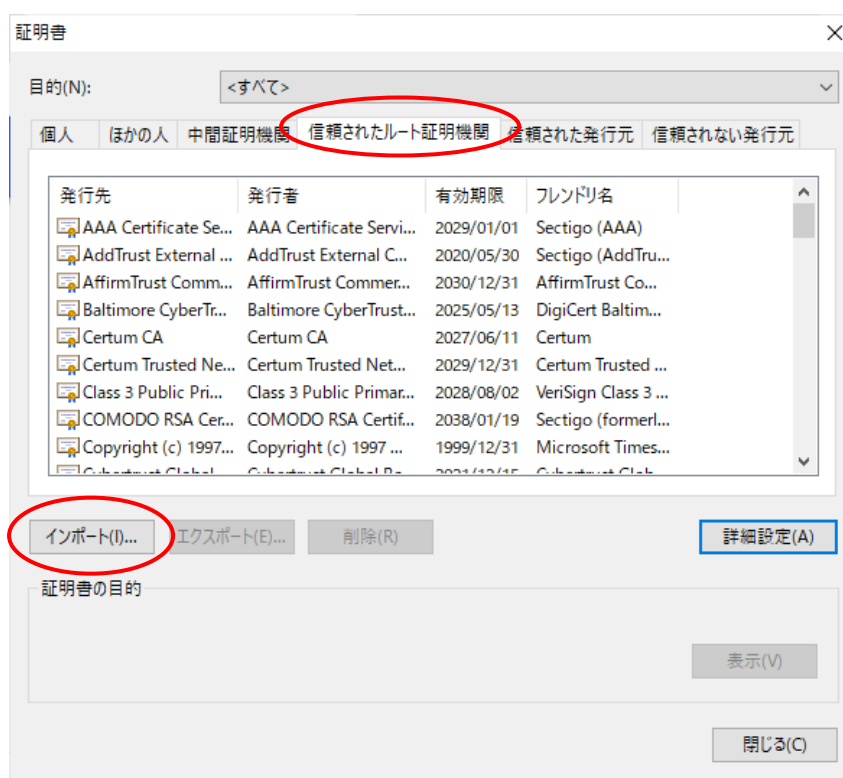 証明書
目的(N): <すべて>
個人 ほかの人 中間証明機関 信頼されたルート証明機関 信頼された発行元 信頼されない発行元
発行先 発行者 有効期限 フレンドリ名
AAA Certificate Se... AAA Certificate Servi... 2029/01/01 Sectigo (AAA)
AddTrust External ... AddTrust External C... 2020/05/30 Sectigo (AddTru...
AffirmTrust Comm... AffirmTrust Commer... 2030/12/31 AffirmTrust Co...
Baltimore CyberTr... Baltimore CyberTrust... 2025/05/13 DigiCert Baltim...
Certum CA Certum CA 2027/06/11 Certum
Certum Trusted Ne... Certum Trusted Net... 2029/12/31 Certum Trusted ...
Class 3 Public Pri... Class 3 Public Primar... 2028/08/02 VeriSign Class 3 ...
COMODO RSA Cer... COMODO RSA Certif... 2038/01/19 Sectigo (formerl...
Copyright (c) 1997... Copyright (c) 1997 ... 1999/12/31 Microsoft Times...
インポート(I)... エクスポート(E)... 削除(R) 詳細設定(A)
証明書の目的
表示(V)
閉じる(C)